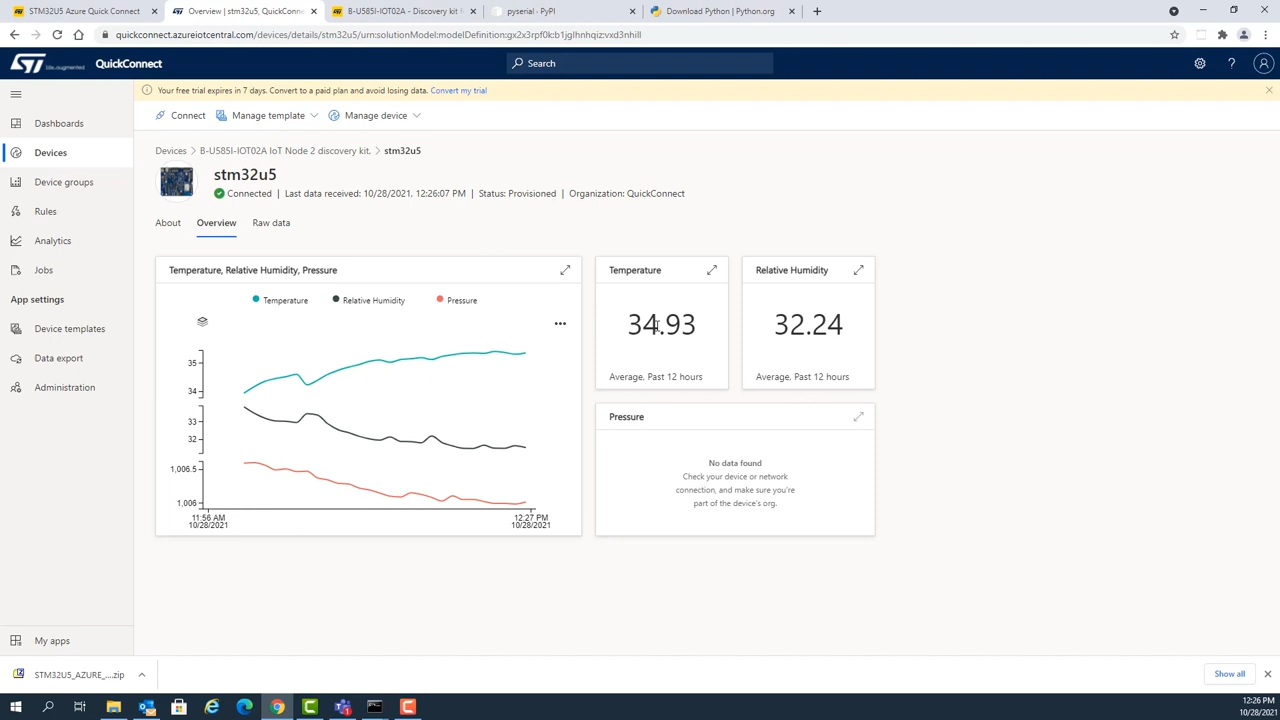 STM32U5 Azure Quick Connect
Overview | stm32u5, QuickConnect
B-U585I-IOT02A - Discovery kit
pyserial · PyPI
Download Python | Python.org
quickconnect.azureiotcentral.com/devices/details/stm32u5/urn:solutionModel:modelDefinition:gx2x3rpf0kcb1jglhnhqiz:vxd3nhill
QuickConnect
Search
Your free trial expires in 7 days. Convert to a paid plan and avoid losing data. Convert my trial
Connect
Manage template
Manage device
Dashboards
Devices
Device groups
Rules
Analytics
Jobs
App settings
Device templates
Data export
Administration
My apps
Devices > B-U585I-IOT02A IoT Node 2 discovery kit. > stm32u5
stm32u5
Connected | Last data received: 10/28/2021, 12:26:07 PM | Status: Provisioned | Organization: QuickConnect
About
Overview
Raw data
Temperature, Relative Humidity, Pressure
Temperature
Relative Humidity
Pressure
35
34
33
32
1,006.5
1,006
11:56 AM
10/28/2021
12:27 PM
10/28/2021
Temperature
34.93
Average, Past 12 hours
Relative Humidity
32.24
Average, Past 12 hours
Pressure
No data found
Check your device or network
connection, and make sure you're
part of the device's org.
STM32U5_AZURE_....zip
Show all
12:26 PM
10/28/2021